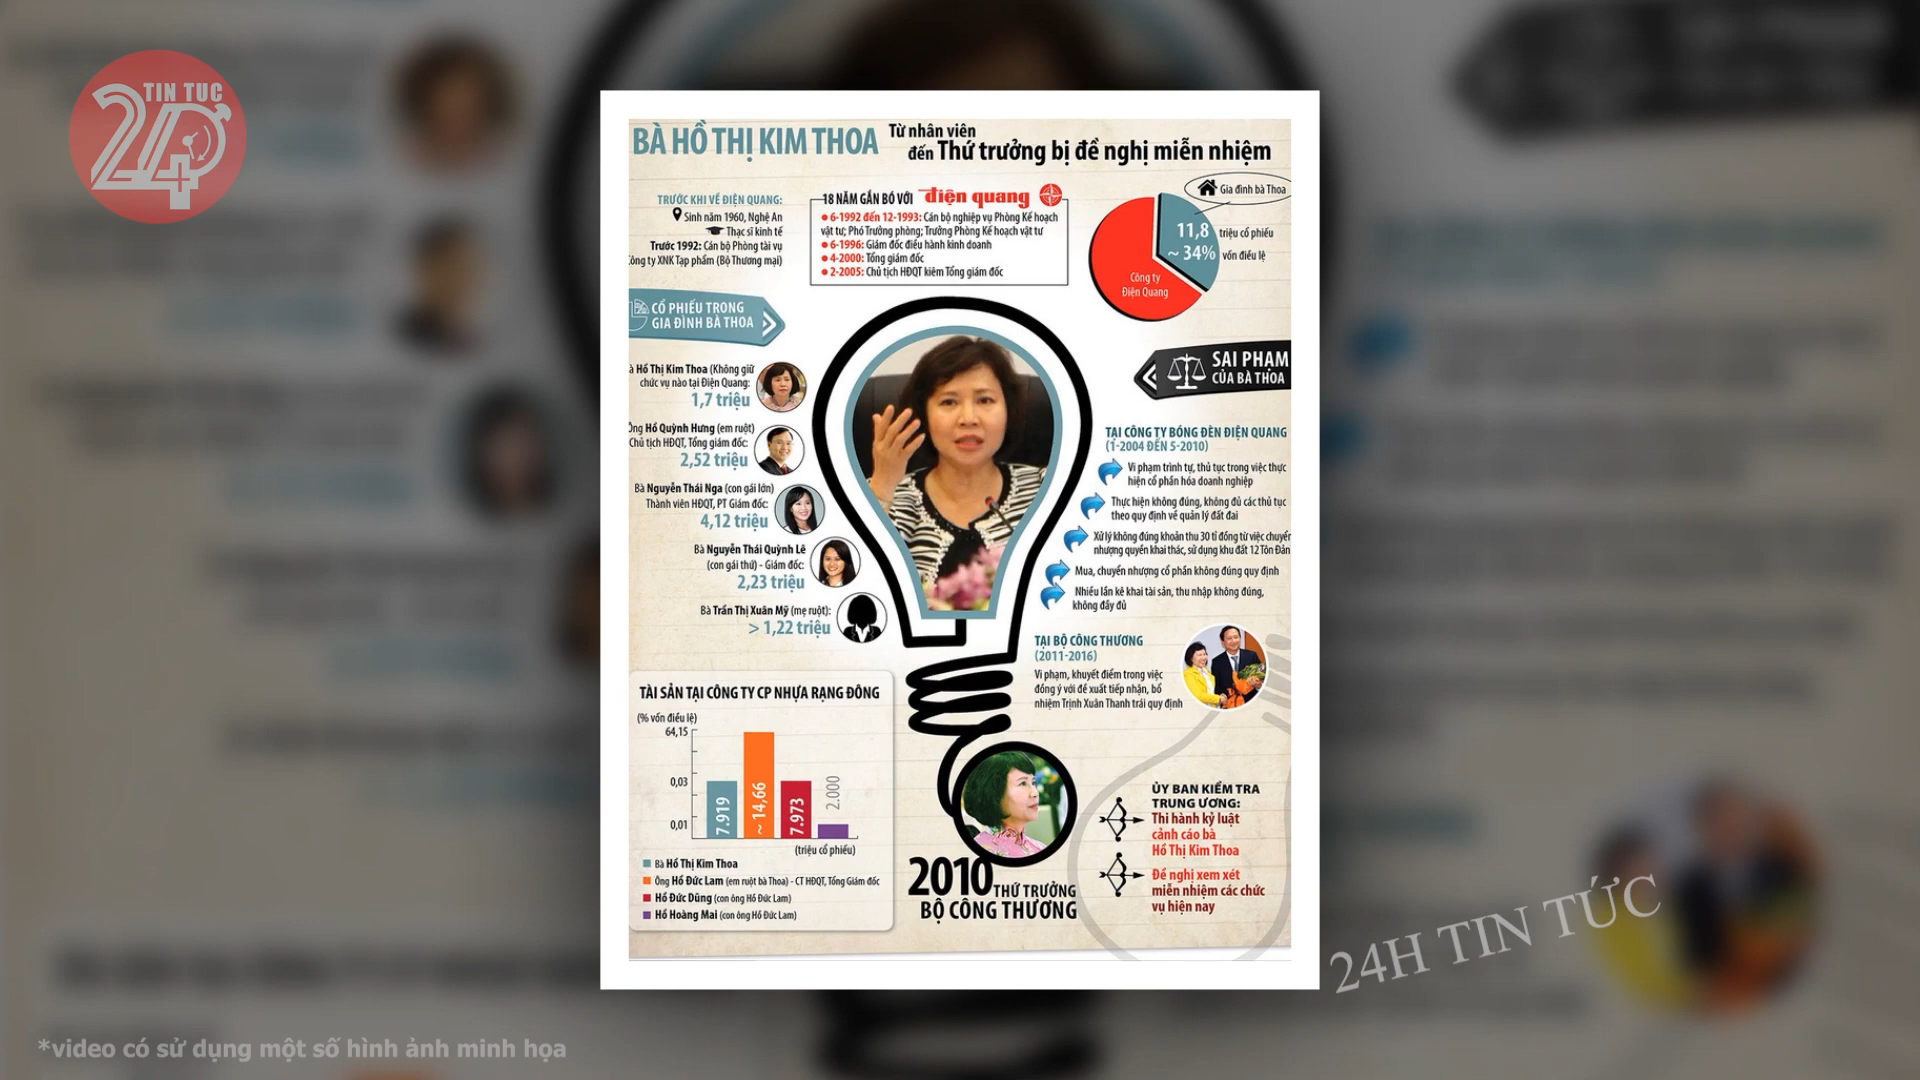 TIN TỨC
24
BÀ HỒ THỊ KIM THOA
Từ nhân viên
đến Thứ trưởng bị đề nghị miễn nhiệm
TRƯỚC KHI VỀ ĐIỆN QUANG:
Sinh năm 1960, Nghệ An
Thạc sĩ kinh tế
Trước 1992: Cán bộ Phòng tài vụ
Công ty XNK Tạp phẩm (Bộ Thương mại)
18 NĂM GẮN BÓ VỚI điện quang
6-1992 đến 12-1993: Cán bộ nghiệp vụ Phòng Kế hoạch
vật tư; Phó Trưởng phòng; Trưởng Phòng Kế hoạch vật tư
6-1996: Giám đốc điều hành kinh doanh
4-2000: Tổng giám đốc
2-2005: Chủ tịch HĐQT kiêm Tổng giám đốc
Gia đình bà Thoa
11,8 triệu cổ phiếu
~ 34% vốn điều lệ
Công ty
Điện Quang
CỔ PHIẾU TRONG
GIA ĐÌNH BÀ THOA
à Hồ Thị Kim Thoa (Không giữ
chức vụ nào tại Điện Quang:
1,7 triệu
Ông Hồ Quỳnh Hưng (em ruột)
Chủ tịch HĐQT, Tổng giám đốc:
2,52 triệu
Bà Nguyễn Thái Nga (con gái lớn)
Thành viên HĐQT, PT Giám đốc:
4,12 triệu
Bà Nguyễn Thái Quỳnh Lê
(con gái thứ) - Giám đốc:
2,23 triệu
Bà Trần Thị Xuân Mỹ (mẹ ruột):
> 1,22 triệu
SAI PHẠM
CỦA BÀ THOA
TẠI CÔNG TY BÓNG ĐÈN ĐIỆN QUANG
(1-2004 ĐẾN 5-2010)
Vi phạm trình tự, thủ tục trong việc thực
hiện cổ phần hóa doanh nghiệp
Thực hiện không đúng, không đủ các thủ tục
theo quy định về quản lý đất đai
Xử lý không đúng khoản thu 30 tỉ đồng từ việc chuyển
nhượng quyền khai thác, sử dụng khu đất 12 Tôn Đản
Mua, chuyển nhượng cổ phần không đúng quy định
Nhiều lần kê khai tài sản, thu nhập không đúng,
không đầy đủ
TẠI BỘ CÔNG THƯƠNG
(2011-2016)
Vi phạm, khuyết điểm trong việc
đồng ý với đề xuất tiếp nhận, bổ
nhiệm Trịnh Xuân Thanh trái quy định
TÀI SẢN TẠI CÔNG TY CP NHỰA RẠNG ĐÔNG
(% vốn điều lệ)
64,15
0,03
0,01
7.919
~ 14,66
7.973
2.000
(triệu cổ phiếu)
Bà Hồ Thị Kim Thoa
Ông Hồ Đức Lam (em ruột bà Thoa) - CT HĐQT, Tổng Giám đốc
Hồ Đức Dũng (con ông Hồ Đức Lam)
Hồ Hoàng Mai (con ông Hồ Đức Lam)
2010 THỨ TRƯỞNG
BỘ CÔNG THƯƠNG
ỦY BAN KIỂM TRA
TRUNG ƯƠNG:
Thi hành kỷ luật
cảnh cáo bà
Hồ Thị Kim Thoa
Đề nghị xem xét
miễn nhiệm các chức
vụ hiện nay
24H TIN TỨC
*video có sử dụng một số hình ảnh minh họa